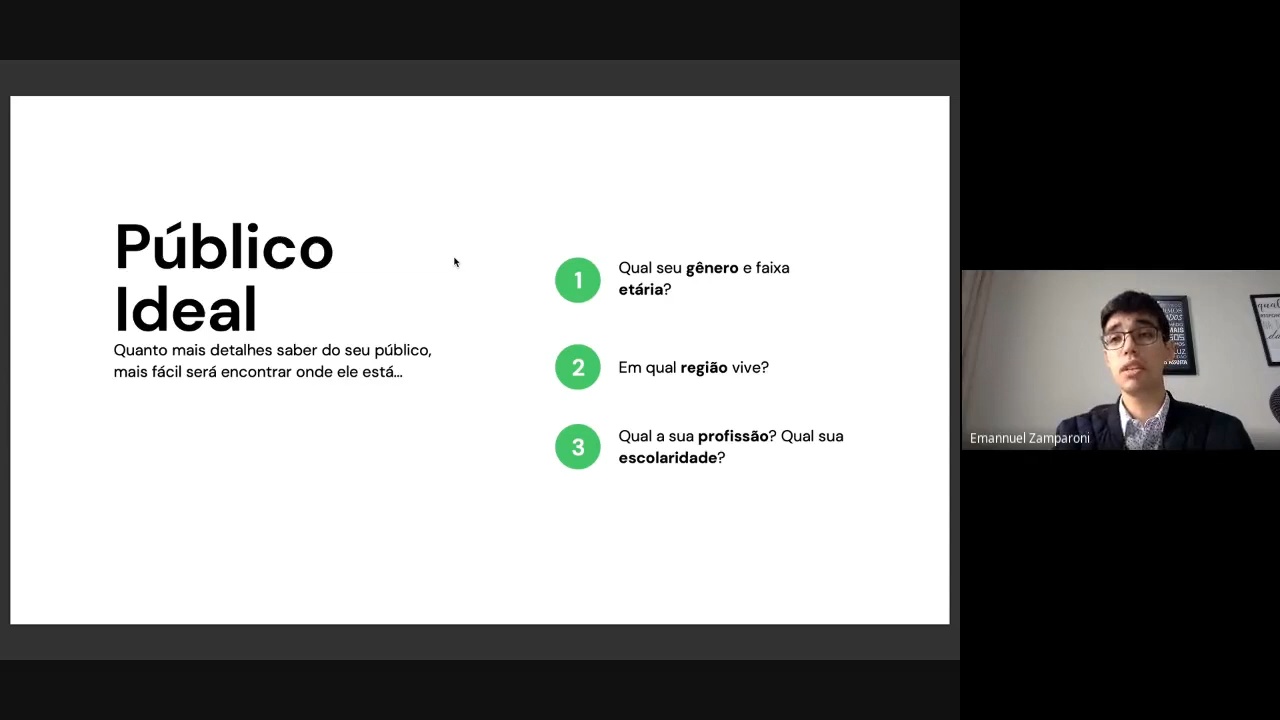 Público
Ideal
Quanto mais detalhes saber do seu público,
mais fácil será encontrar onde ele está...
1
Qual seu gênero e faixa
etária?
2
Em qual região vive?
3
Qual a sua profissão? Qual sua
escolaridade?
Emannuel Zamparoni